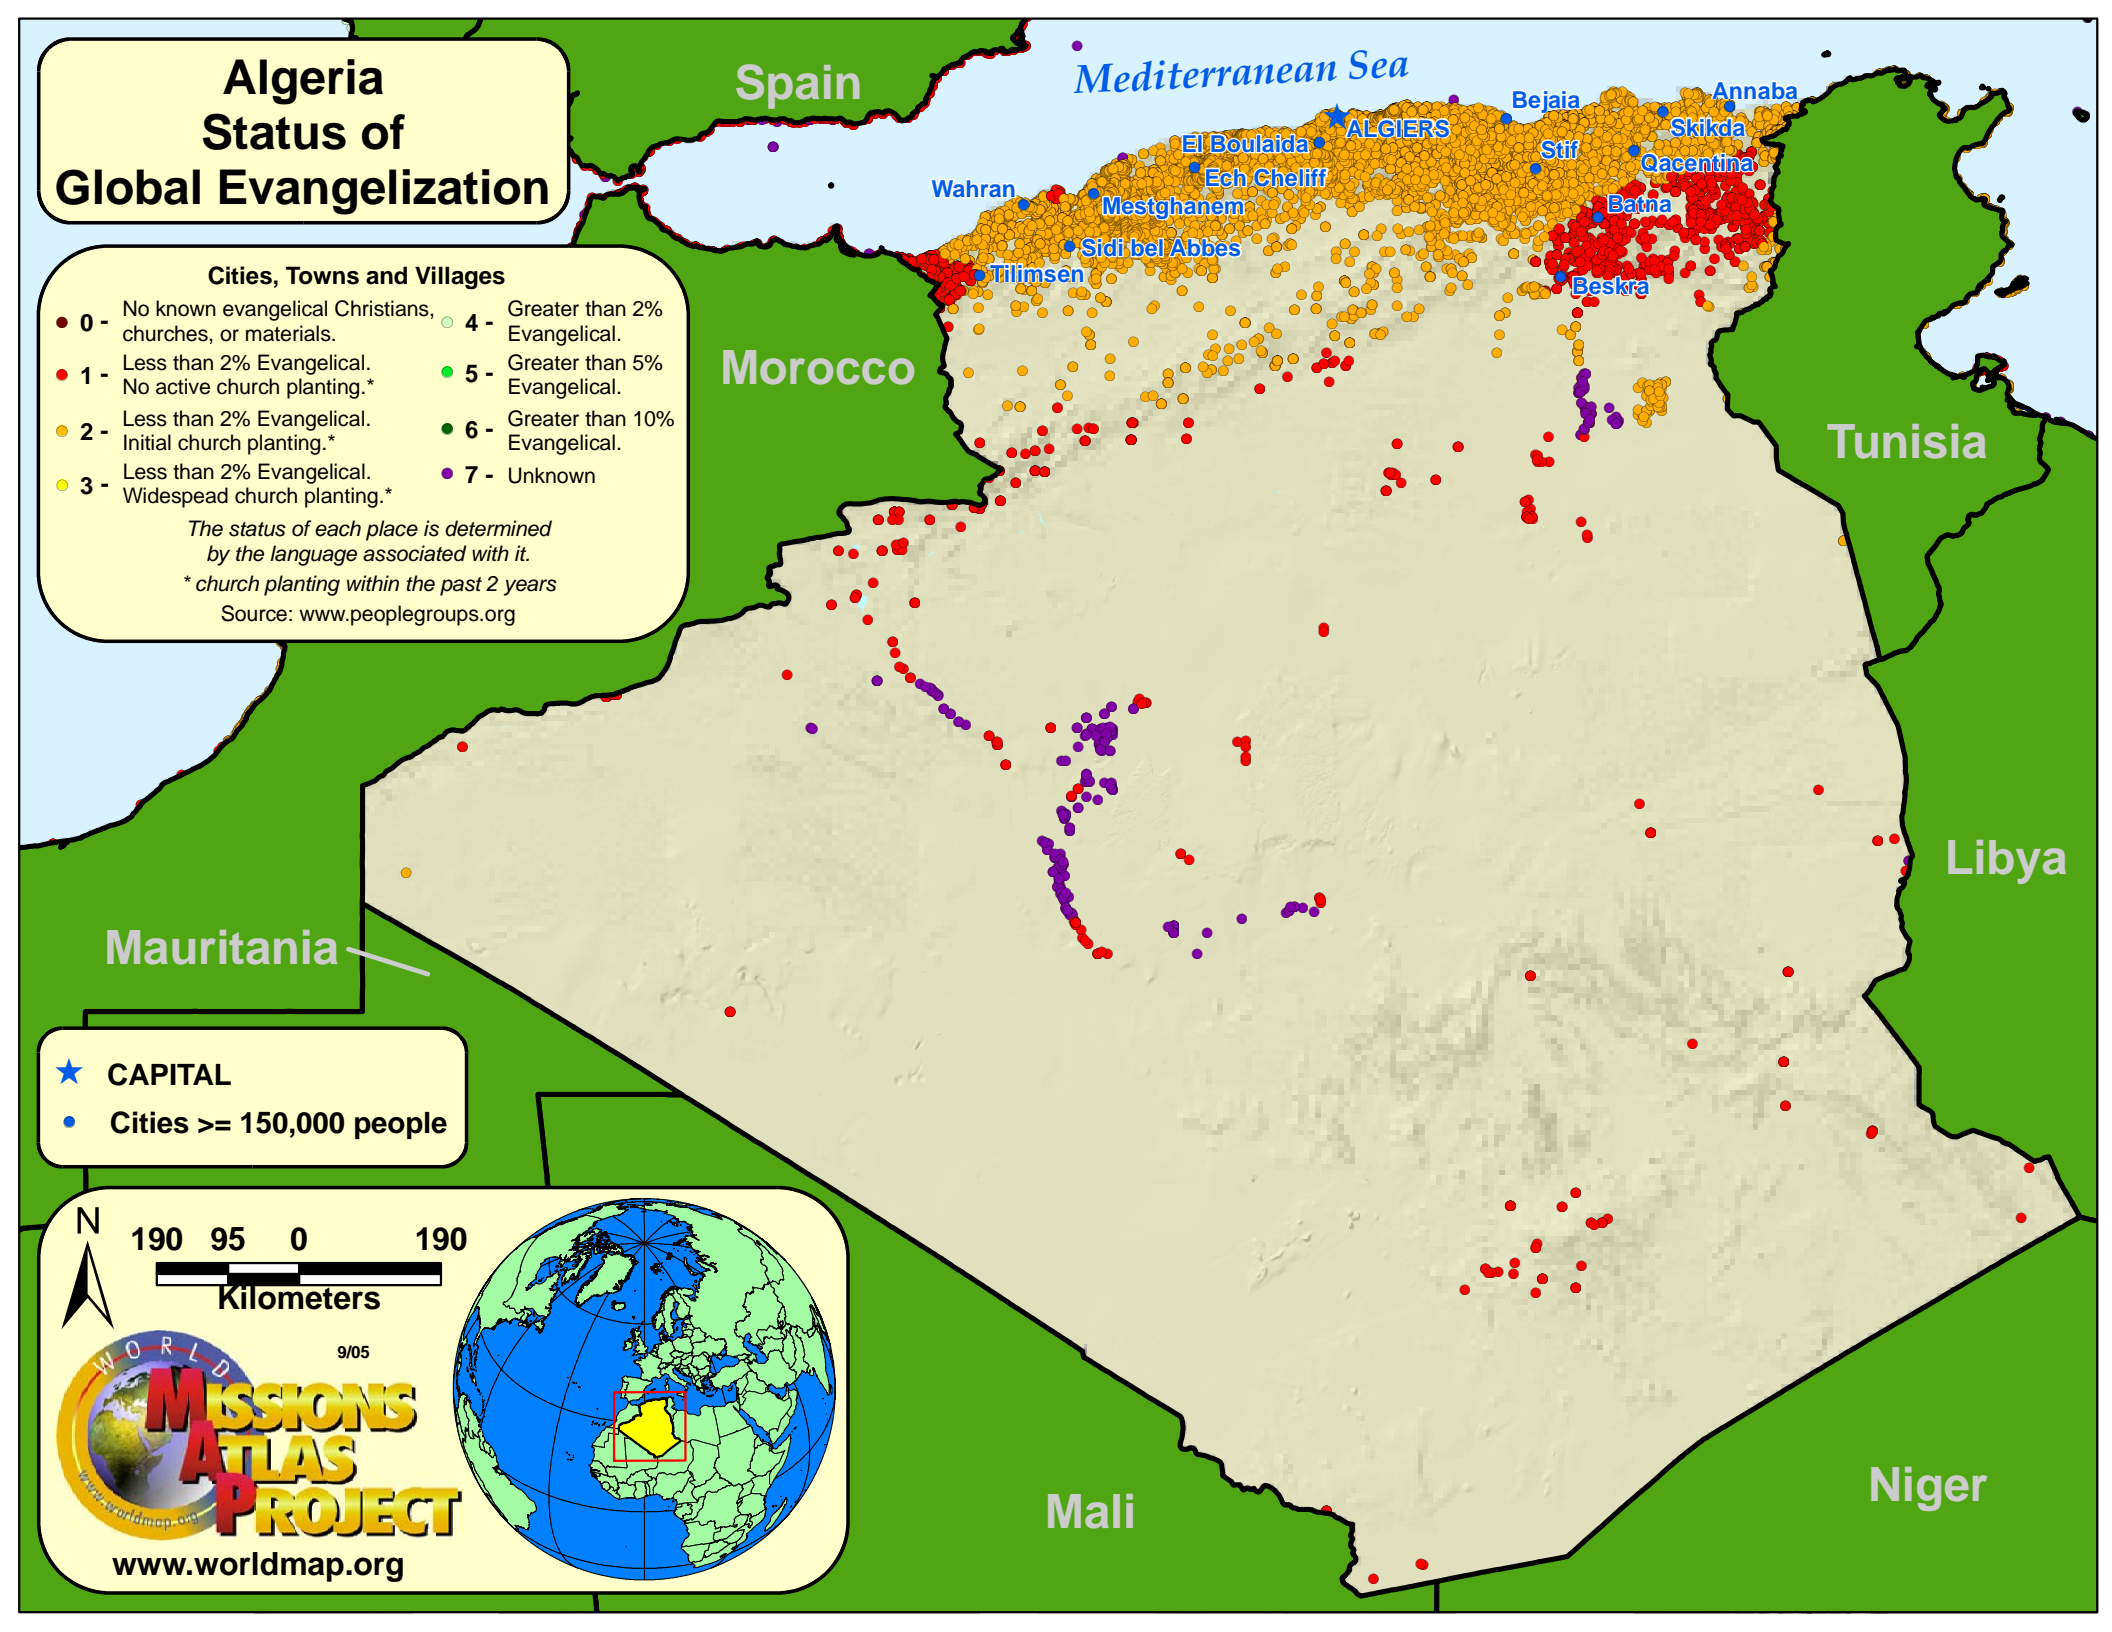 Algeria
Status of
Global Evangelization
Cities, Towns and Villages
0 - No known evangelical Christians,
churches, or materials.
1 - Less than 2% Evangelical.
No active church planting.*
2 - Less than 2% Evangelical.
Initial church planting.*
3 - Less than 2% Evangelical.
Widespead church planting.*
4 - Greater than 2%
Evangelical.
5 - Greater than 5%
Evangelical.
6 - Greater than 10%
Evangelical.
7 - Unknown
The status of each place is determined
by the language associated with it.
* church planting within the past 2 years
Source: www.peoplegroups.org
Spain
Mediterranean Sea
Annaba
Bejaia
Skikda
ALGIERS
El Boulaida
Stif
Qacentina
Ech Cheliff
Wahran
Mestghanem
Batna
Sidi bel Abbes
Tilimsen
Beskra
Morocco
Tunisia
Libya
Mauritania
Niger
Mali
CAPITAL
Cities >= 150,000 people
N
190 95 0 190
Kilometers
9/05
WORLD
MISSIONS
ATLAS
PROJECT
www.worldmap.org
www.worldmap.org